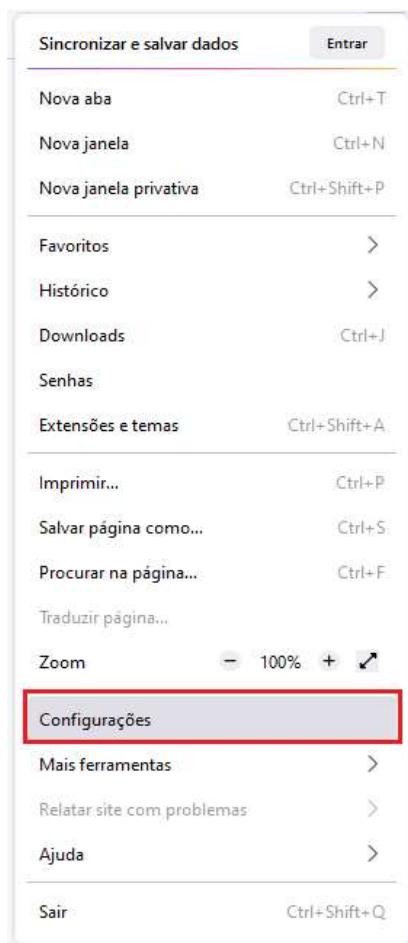 Sincronizar e salvar dados Entrar
Nova aba Ctrl+T
Nova janela Ctrl+N
Nova janela privativa Ctrl+Shift+P
Favoritos
Histórico
Downloads Ctrl+J
Senhas
Extensões e temas Ctrl+Shift+A
Imprimir... Ctrl+P
Salvar página como... Ctrl+S
Procurar na página... Ctrl+F
Traduzir página...
Zoom − 100% +
Configurações
Mais ferramentas
Relatar site com problemas
Ajuda
Sair Ctrl+Shift+Q